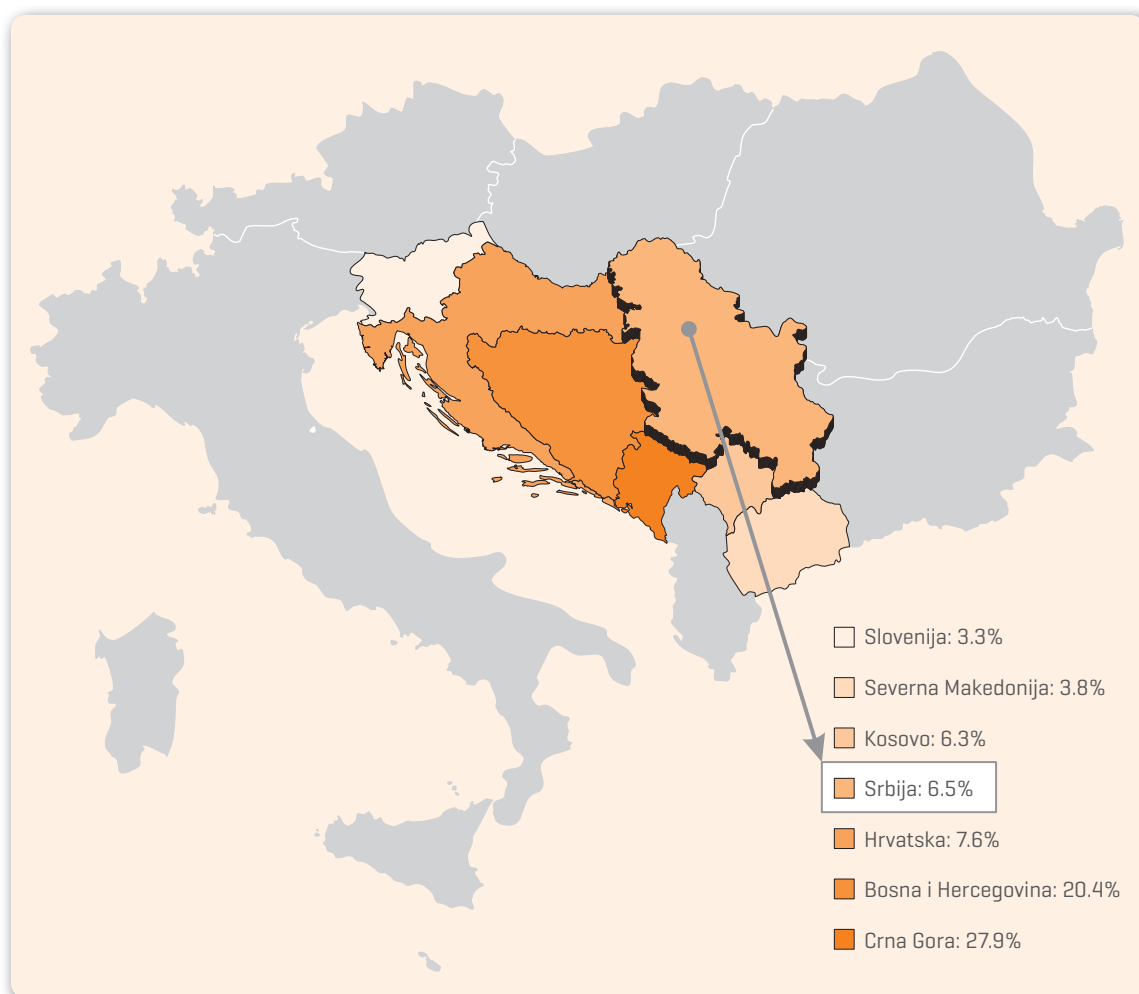 Slovenija: 3.3%
Severna Makedonija: 3.8%
Kosovo: 6.3%
Srbija: 6.5%
Hrvatska: 7.6%
Bosna i Hercegovina: 20.4%
Crna Gora: 27.9%